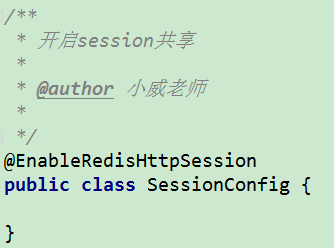 /**
* 开启session共享
*
* @author 小威老师
*
*/
@EnableRedisHttpSession
public class SessionConfig {
}